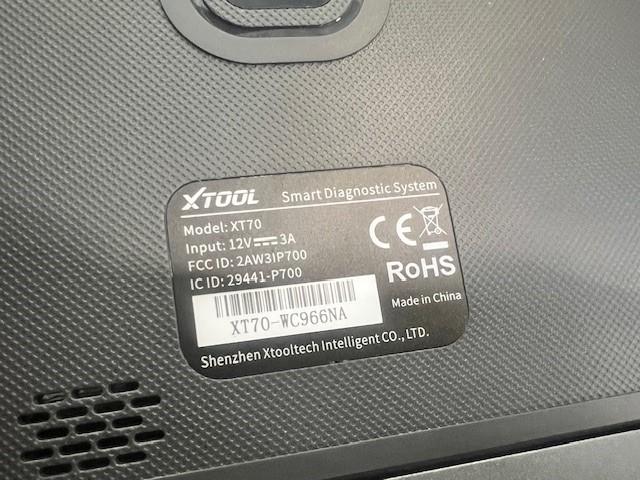 XTOOL Smart Diagnostic System
Model: XT70
Input: 12V⎓3A
FCC ID: 2AW3IP700
IC ID: 29441-P700
CE
RoHS
XT70-WC966NA
Made in China
Shenzhen Xtooltech Intelligent CO., LTD.